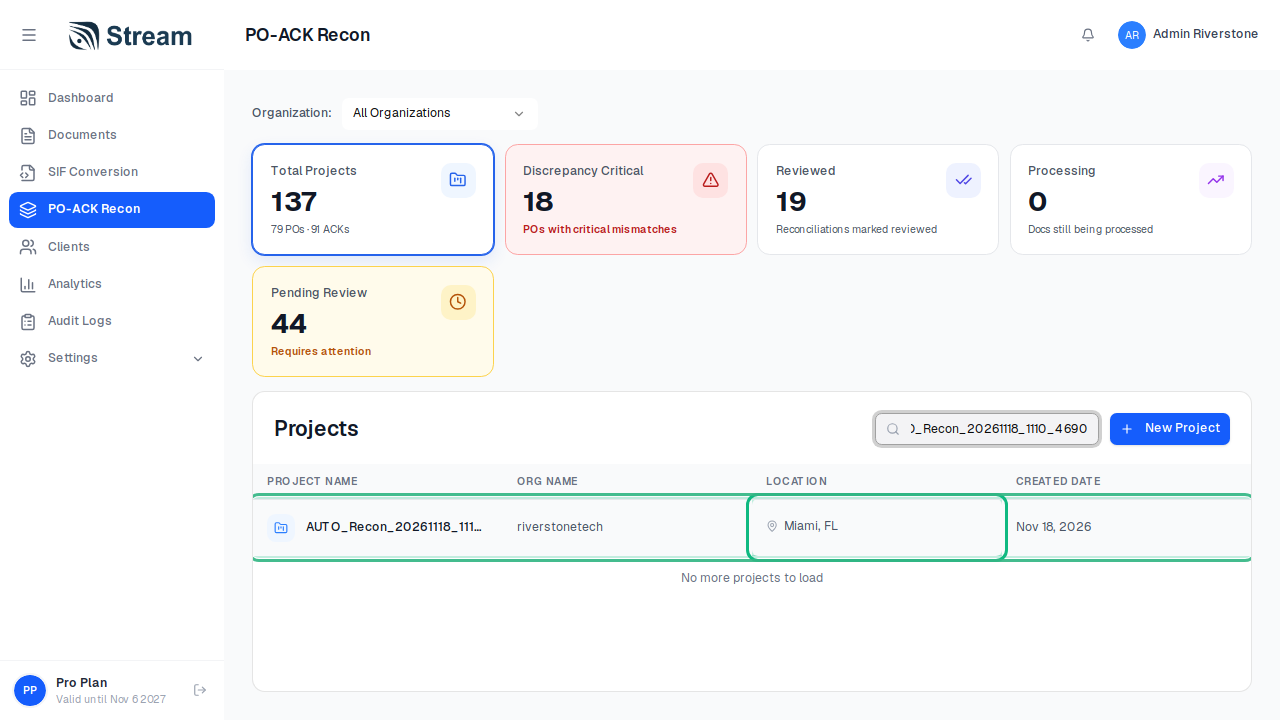 Stream
PO-ACK Recon
AR
Admin Riverstone
Dashboard
Documents
SIF Conversion
PO-ACK Recon
Clients
Analytics
Audit Logs
Settings
PP
Pro Plan
Valid until Nov 6 2027
Organization:
All Organizations
Total Projects
137
79 POs · 91 ACKs
Discrepancy Critical
18
POs with critical mismatches
Reviewed
19
Reconciliations marked reviewed
Processing
0
Docs still being processed
Pending Review
44
Requires attention
Projects
_Recon_20261118_1110_4690
New Project
PROJECT NAME
ORG NAME
LOCATION
CREATED DATE
AUTO_Recon_20261118_111...
riverstonetech
Miami, FL
Nov 18, 2026
No more projects to load